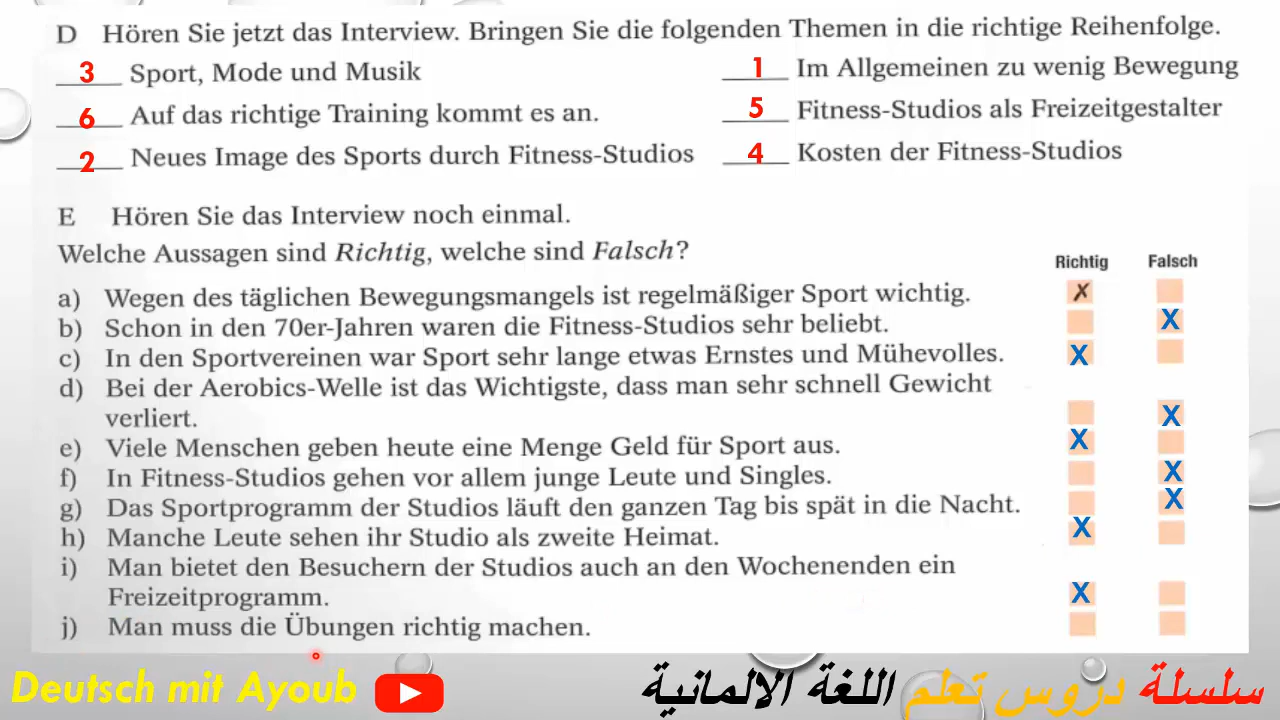 D Hören Sie jetzt das Interview. Bringen Sie die folgenden Themen in die richtige Reihenfolge.
3 Sport, Mode und Musik
1 Im Allgemeinen zu wenig Bewegung
6 Auf das richtige Training kommt es an.
5 Fitness-Studios als Freizeitgestalter
2 Neues Image des Sports durch Fitness-Studios
4 Kosten der Fitness-Studios
E Hören Sie das Interview noch einmal.
Welche Aussagen sind Richtig, welche sind Falsch?
Richtig Falsch
a) Wegen des täglichen Bewegungsmangels ist regelmäßiger Sport wichtig. X
b) Schon in den 70er-Jahren waren die Fitness-Studios sehr beliebt. X
c) In den Sportvereinen war Sport sehr lange etwas Ernstes und Mühevolles. X
d) Bei der Aerobics-Welle ist das Wichtigste, dass man sehr schnell Gewicht
verliert. X
e) Viele Menschen geben heute eine Menge Geld für Sport aus. X
f) In Fitness-Studios gehen vor allem junge Leute und Singles. X
g) Das Sportprogramm der Studios läuft den ganzen Tag bis spät in die Nacht. X
h) Manche Leute sehen ihr Studio als zweite Heimat. X
i) Man bietet den Besuchern der Studios auch an den Wochenenden ein
Freizeitprogramm. X
j) Man muss die Übungen richtig machen.
Deutsch mit Ayoub
سلسلة دروس تعلم اللغة الالمانية